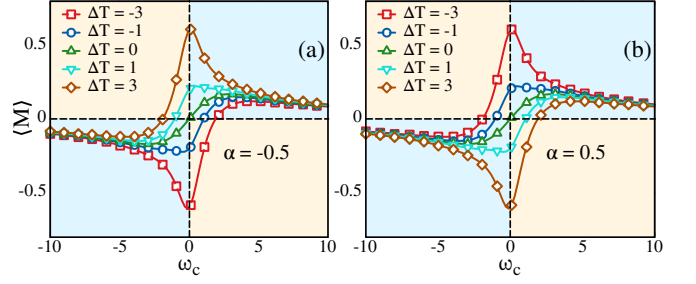 ΔT = -3
ΔT = -1
ΔT = 0
ΔT = 1
ΔT = 3
(a)
α = -0.5
⟨M⟩
0.5
0
-0.5
-10
-5
0
5
10
ω_c
ΔT = -3
ΔT = -1
ΔT = 0
ΔT = 1
ΔT = 3
(b)
α = 0.5
0.5
0
-0.5
-10
-5
0
5
10
ω_c